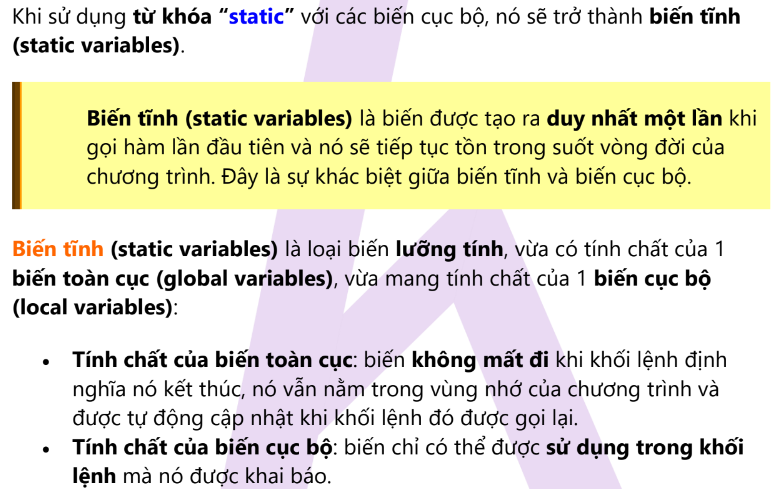 Khi sử dụng từ khóa “static” với các biến cục bộ, nó sẽ trở thành biến tĩnh
(static variables).
Biến tĩnh (static variables) là biến được tạo ra duy nhất một lần khi
gọi hàm lần đầu tiên và nó sẽ tiếp tục tồn trong suốt vòng đời của
chương trình. Đây là sự khác biệt giữa biến tĩnh và biến cục bộ.
Biến tĩnh (static variables) là loại biến lưỡng tính, vừa có tính chất của 1
biến toàn cục (global variables), vừa mang tính chất của 1 biến cục bộ
(local variables):
• Tính chất của biến toàn cục: biến không mất đi khi khối lệnh định
nghĩa nó kết thúc, nó vẫn nằm trong vùng nhớ của chương trình và
được tự động cập nhật khi khối lệnh đó được gọi lại.
• Tính chất của biến cục bộ: biến chỉ có thể được sử dụng trong khối
lệnh mà nó được khai báo.